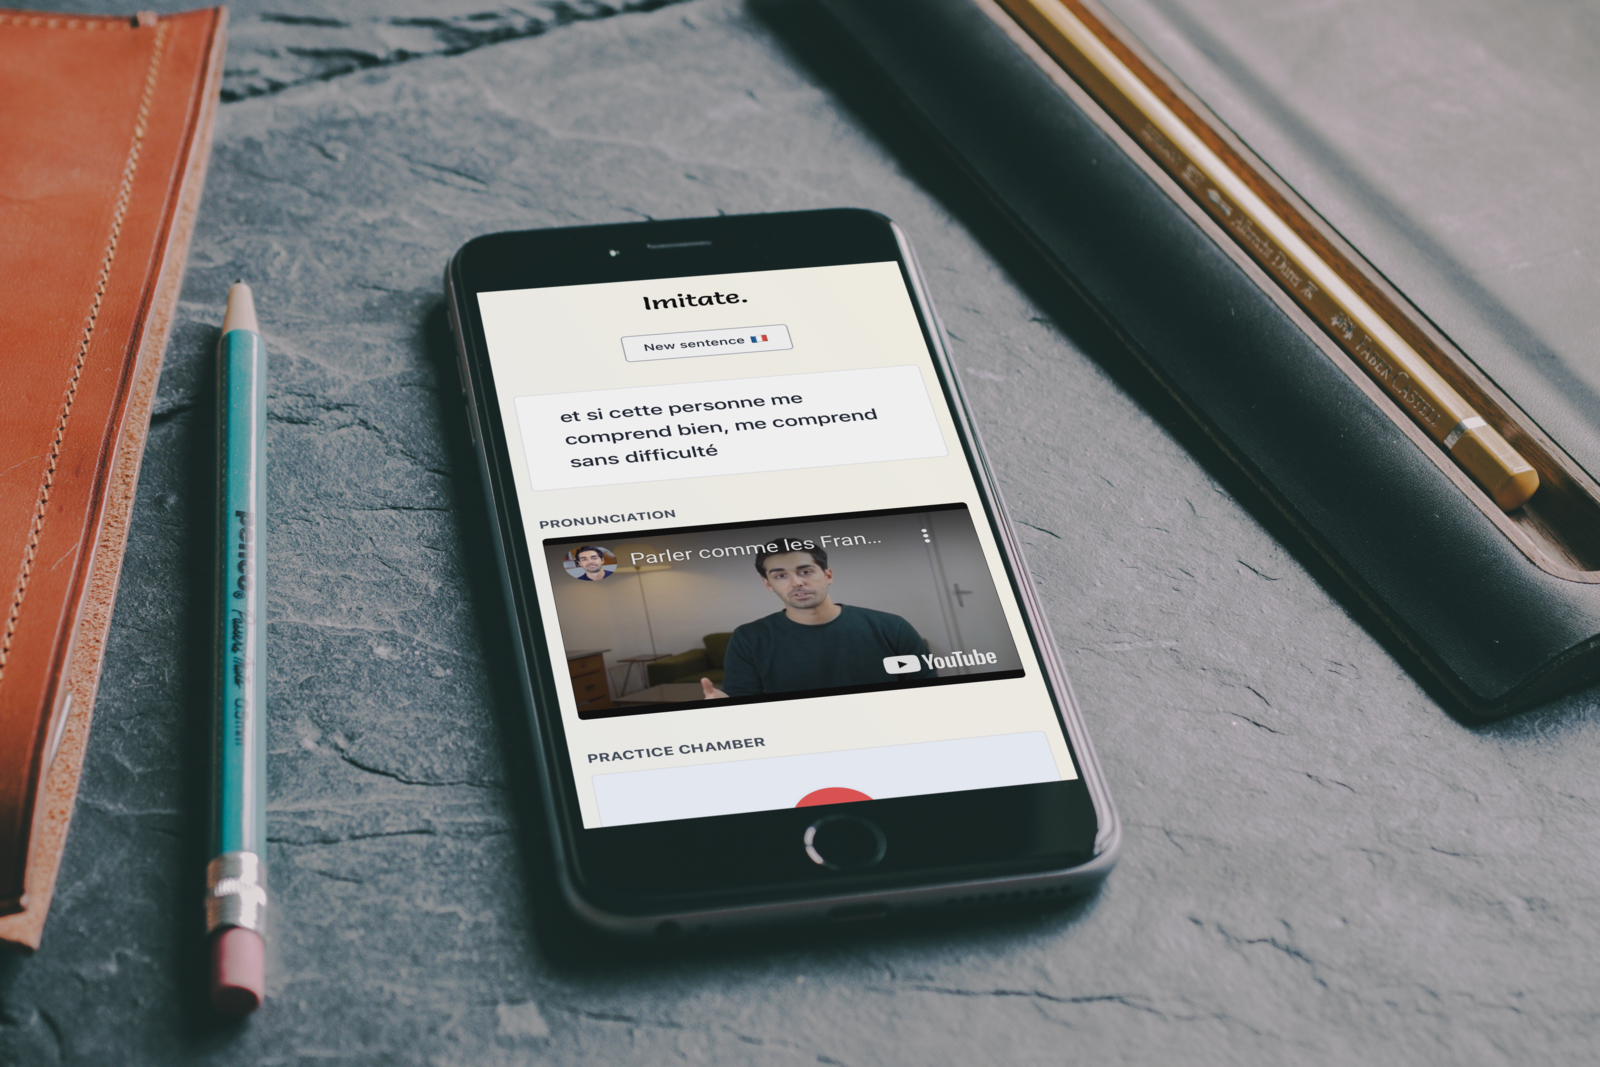 Imitate.
New sentence
et si cette personne me
comprend bien, me comprend
sans difficulté
PRONUNCIATION
Parler comme les Fran...
YouTube
PRACTICE CHAMBER
FABER CASTELL